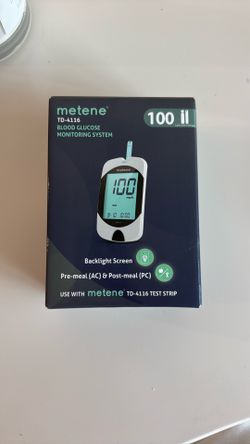 metene®
TD-4116
BLOOD GLUCOSE
MONITORING SYSTEM
100
100
Backlight Screen
Pre-meal (AC) & Post-meal (PC)
USE WITH metene® TD-4116 TEST STRIP